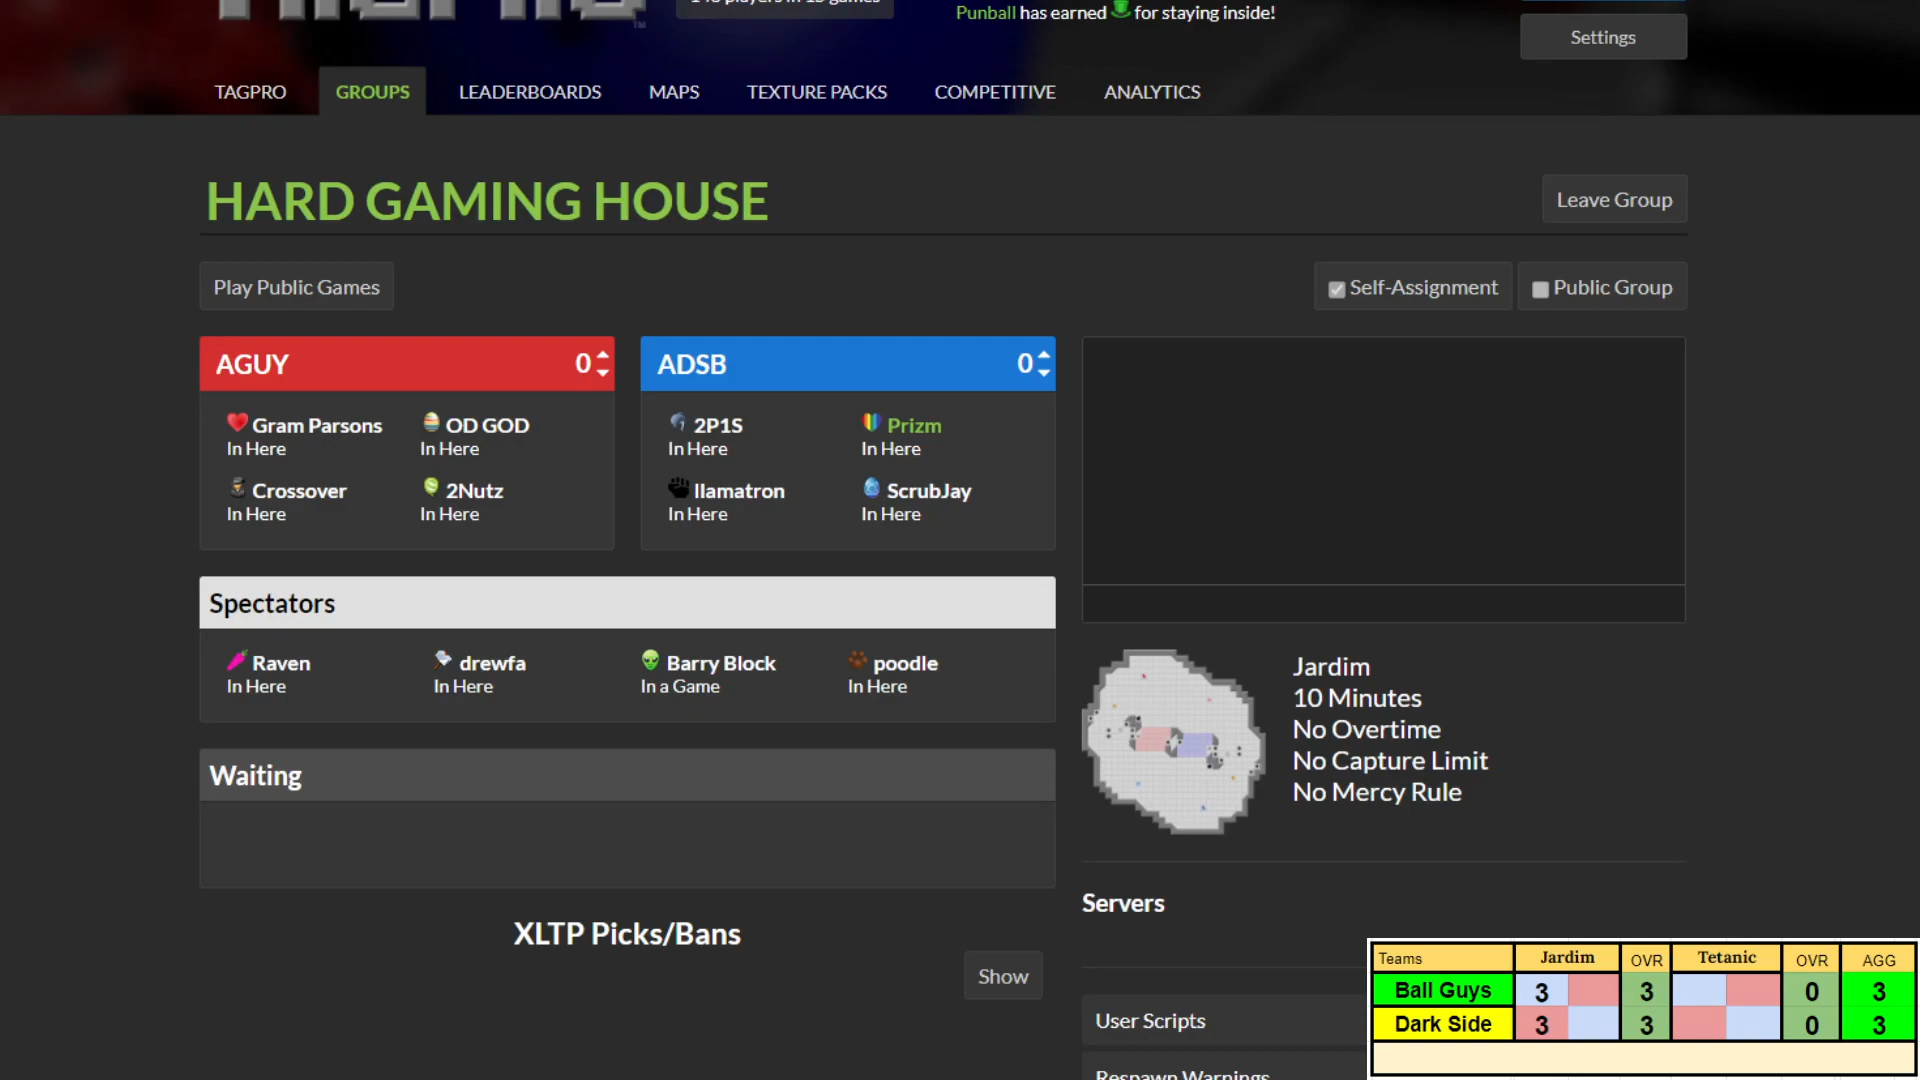 Punball has earned for staying inside!
Settings
TAGPRO GROUPS LEADERBOARDS MAPS TEXTURE PACKS COMPETITIVE ANALYTICS
HARD GAMING HOUSE
Leave Group
Play Public Games
Self-Assignment
Public Group
AGUY 0
Gram Parsons OD GOD
In Here In Here
Crossover 2Nutz
In Here In Here
ADSB 0
2P1S Prizm
In Here In Here
llamatron ScrubJay
In Here In Here
Spectators
Raven drewfa Barry Block poodle
In Here In Here In a Game In Here
Waiting
XLTP Picks/Bans
Show
Jardim
10 Minutes
No Overtime
No Capture Limit
No Mercy Rule
Servers
User Scripts
Respawn Warnings
Teams Jardim OVR Tetanic OVR AGG
Ball Guys 3 3 0 3
Dark Side 3 3 0 3